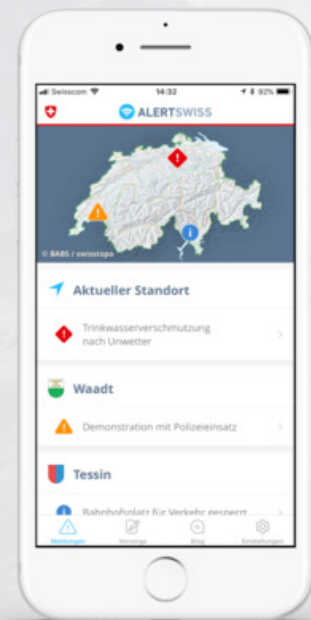 Swisscom
14:32
92%
ALERTSWISS
© BABS / swisstopo
Aktueller Standort
Trinkwasserverschmutzung
nach Unwetter
Waadt
Demonstration mit Polizeieinsatz
Tessin
Bahnhofsplatz für Verkehr gesperrt
Meldungen
Vorsorge
Blog
Einstellungen